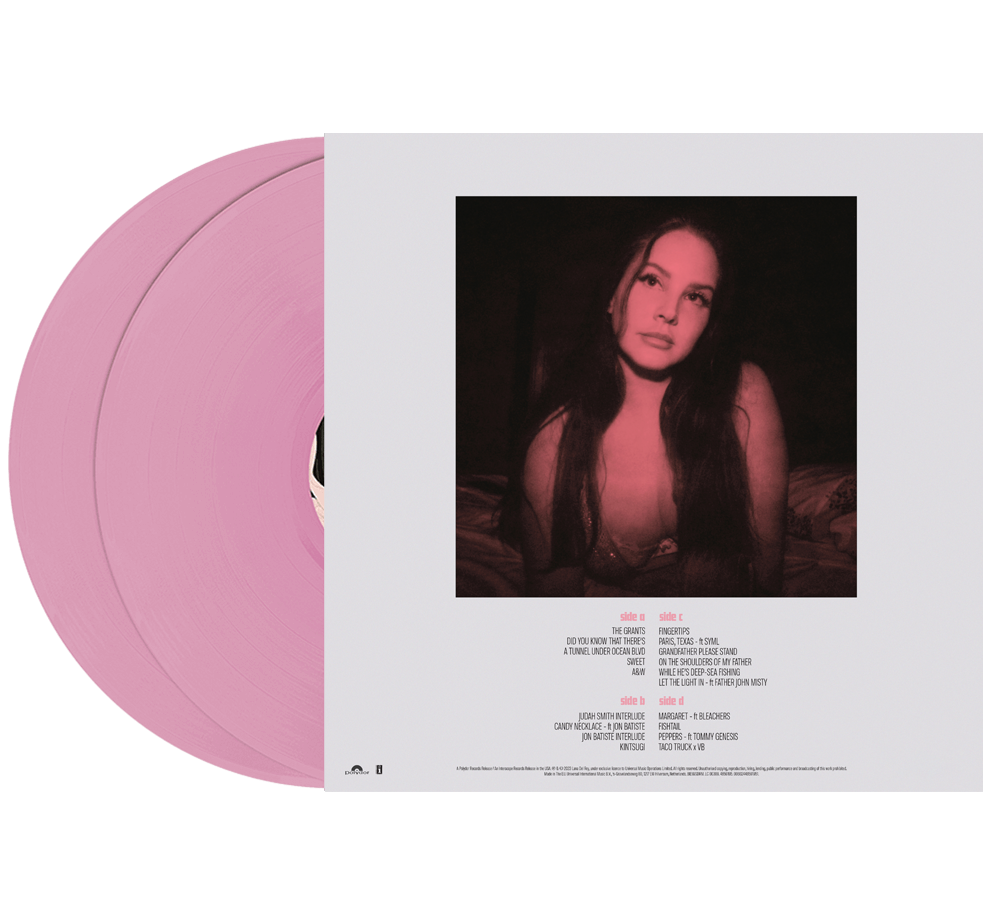 side a
THE GRANTS
DID YOU KNOW THAT THERE'S
A TUNNEL UNDER OCEAN BLVD
SWEET
A&W
side b
JUDAH SMITH INTERLUDE
CANDY NECKLACE - ft JON BATISTE
JON BATISTE INTERLUDE
KINTSUGI
side c
FINGERTIPS
PARIS, TEXAS - ft SYML
GRANDFATHER PLEASE STAND
ON THE SHOULDERS OF MY FATHER
WHILE HE'S DEEP-SEA FISHING
LET THE LIGHT IN - ft FATHER JOHN MISTY
side d
MARGARET - ft BLEACHERS
FISHTAIL
PEPPERS - ft TOMMY GENESIS
TACO TRUCK x VB
polydor